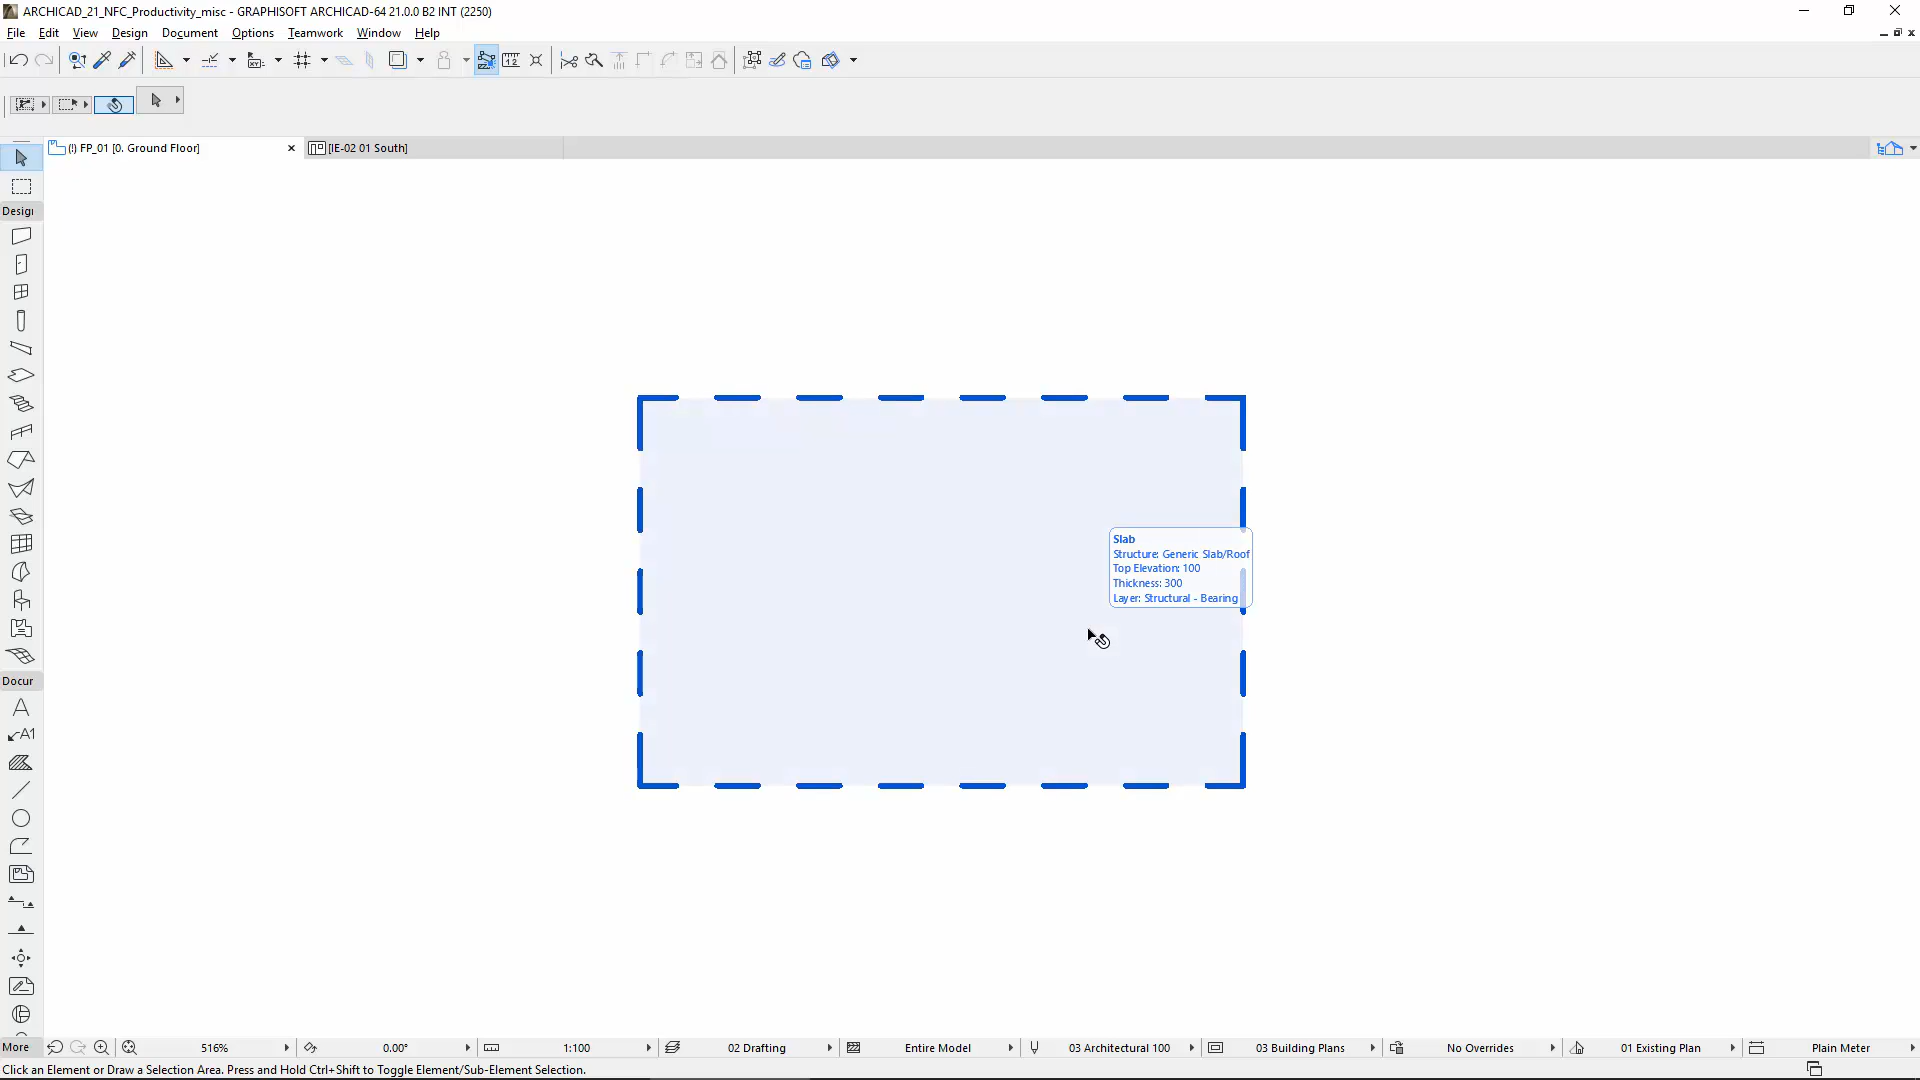 ARCHICAD_21_NFC_Productivity_misc - GRAPHISOFT ARCHICAD-64 21.0.0 B2 INT (2250)
File Edit View Design Document Options Teamwork Window Help
1 2
(!) FP_01 [0. Ground Floor]
[IE-02 01 South]
Desigi
Slab
Structure: Generic Slab/Roof
Top Elevation: 100
Thickness: 300
Layer: Structural - Bearing
Docur
A
A1
More
516%
0.00°
1:100
02 Drafting
Entire Model
03 Architectural 100
03 Building Plans
No Overrides
01 Existing Plan
Plain Meter
Click an Element or Draw a Selection Area. Press and Hold Ctrl+Shift to Toggle Element/Sub-Element Selection.